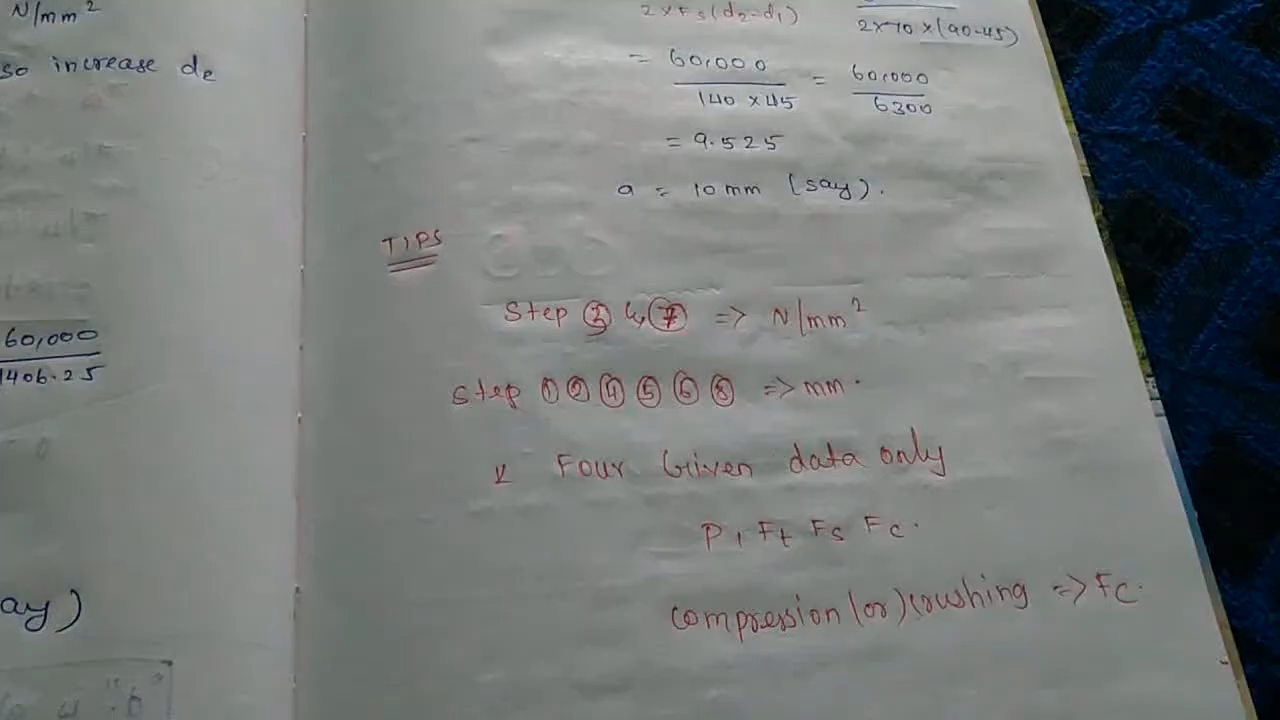 N/mm²
so increase de
60,000
1406.25
ay)
2×Fs(d2-d1)
2×70×(90-45)
= 60,000 / 140 ×45 = 60,000 / 6300
= 9.525
a = 10mm (say).
TIPS
Step ③ & ⑦ => N/mm²
Step ① ② ④ ⑤ ⑥ ⑧ => mm.
Four Given data only
P, Ft Fs Fc.
compression (or) crushing => Fc.